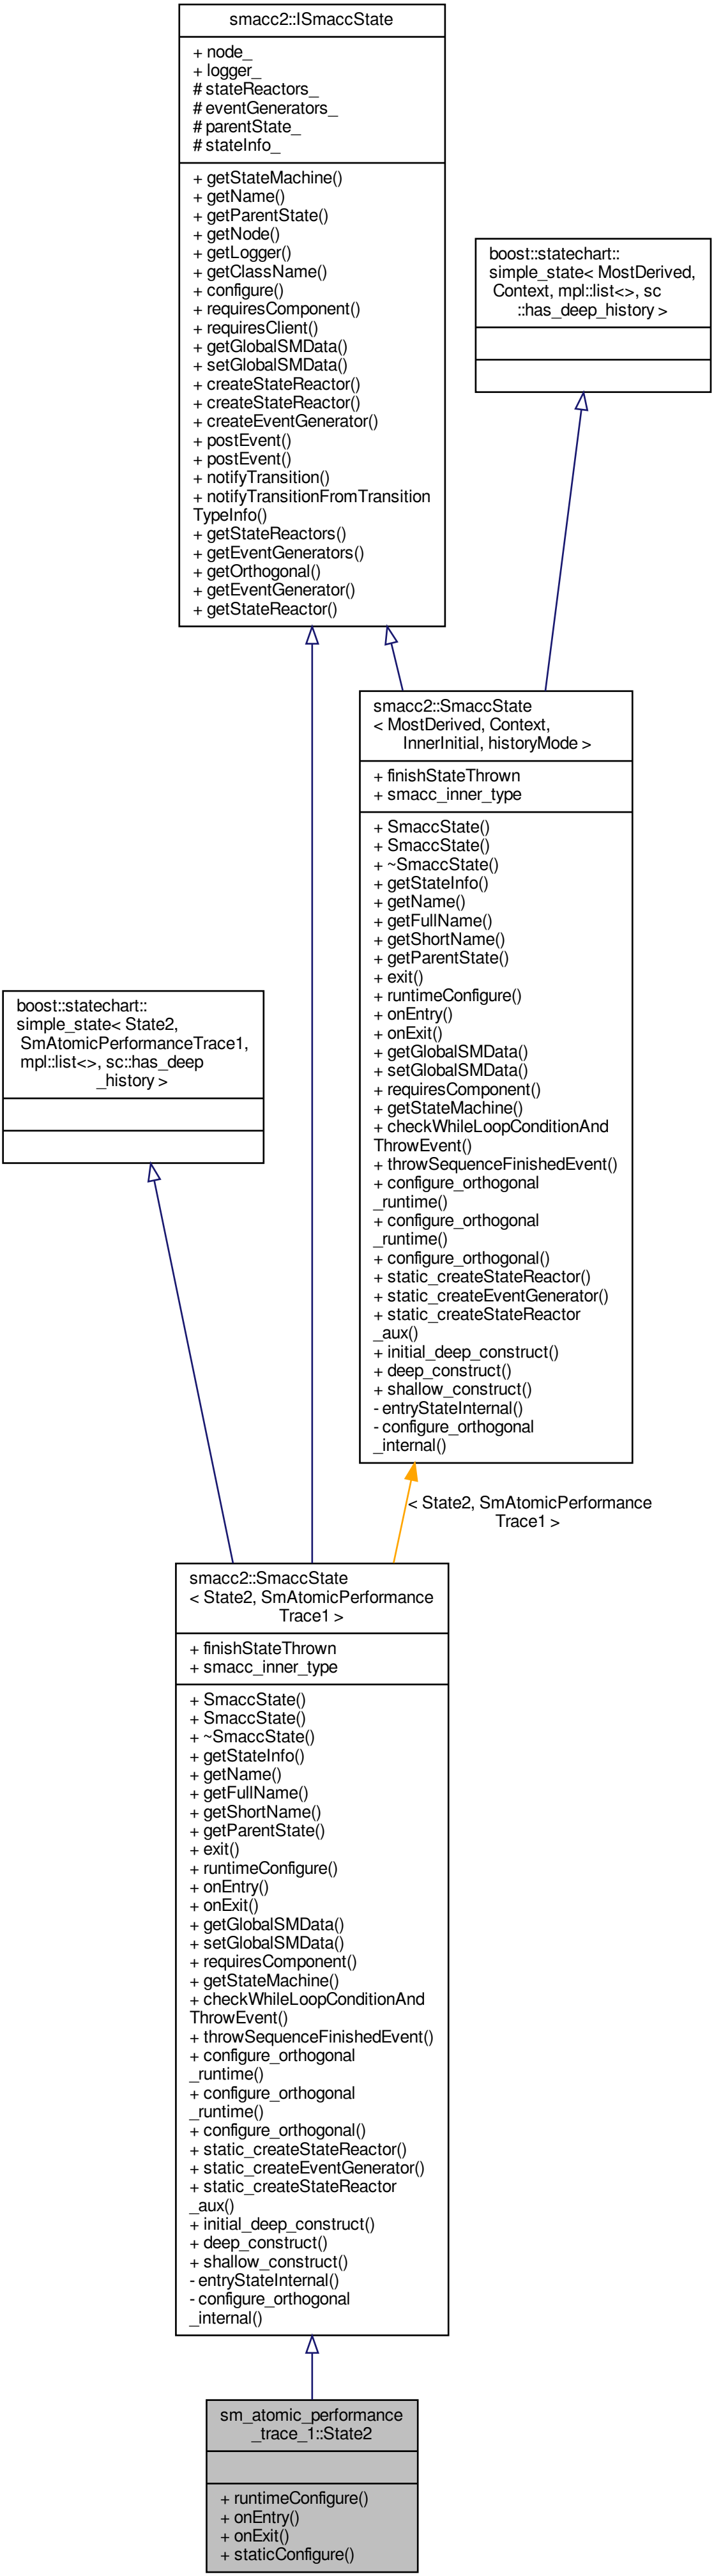 smacc2::ISmaccState
+ node_
+ logger_
# stateReactors_
# eventGenerators_
# parentState_
# stateInfo_
+ getStateMachine()
+ getName()
+ getParentState()
+ getNode()
+ getLogger()
+ getClassName()
+ configure()
+ requiresComponent()
+ requiresClient()
+ getGlobalSMData()
+ setGlobalSMData()
+ createStateReactor()
+ createStateReactor()
+ createEventGenerator()
+ postEvent()
+ postEvent()
+ notifyTransition()
+ notifyTransitionFromTransition
TypeInfo()
+ getStateReactors()
+ getEventGenerators()
+ getOrthogonal()
+ getEventGenerator()
+ getStateReactor()
boost::statechart::
simple_state< MostDerived,
Context, mpl::list<>, sc
::has_deep_history >
smacc2::SmaccState
< MostDerived, Context,
InnerInitial, historyMode >
+ finishStateThrown
+ smacc_inner_type
+ SmaccState()
+ SmaccState()
+ ~SmaccState()
+ getStateInfo()
+ getName()
+ getFullName()
+ getShortName()
+ getParentState()
+ exit()
+ runtimeConfigure()
+ onEntry()
+ onExit()
+ getGlobalSMData()
+ setGlobalSMData()
+ requiresComponent()
+ getStateMachine()
+ checkWhileLoopConditionAnd
ThrowEvent()
+ throwSequenceFinishedEvent()
+ configure_orthogonal
_runtime()
+ configure_orthogonal
_runtime()
+ configure_orthogonal()
+ static_createStateReactor()
+ static_createEventGenerator()
+ static_createStateReactor
_aux()
+ initial_deep_construct()
+ deep_construct()
+ shallow_construct()
- entryStateInternal()
- configure_orthogonal
_internal()
boost::statechart::
simple_state< State2,
SmAtomicPerformanceTrace1,
mpl::list<>, sc::has_deep
_history >
< State2, SmAtomicPerformance
Trace1 >
smacc2::SmaccState
< State2, SmAtomicPerformance
Trace1 >
+ finishStateThrown
+ smacc_inner_type
+ SmaccState()
+ SmaccState()
+ ~SmaccState()
+ getStateInfo()
+ getName()
+ getFullName()
+ getShortName()
+ getParentState()
+ exit()
+ runtimeConfigure()
+ onEntry()
+ onExit()
+ getGlobalSMData()
+ setGlobalSMData()
+ requiresComponent()
+ getStateMachine()
+ checkWhileLoopConditionAnd
ThrowEvent()
+ throwSequenceFinishedEvent()
+ configure_orthogonal
_runtime()
+ configure_orthogonal
_runtime()
+ configure_orthogonal()
+ static_createStateReactor()
+ static_createEventGenerator()
+ static_createStateReactor
_aux()
+ initial_deep_construct()
+ deep_construct()
+ shallow_construct()
- entryStateInternal()
- configure_orthogonal
_internal()
sm_atomic_performance
_trace_1::State2
+ runtimeConfigure()
+ onEntry()
+ onExit()
+ staticConfigure()